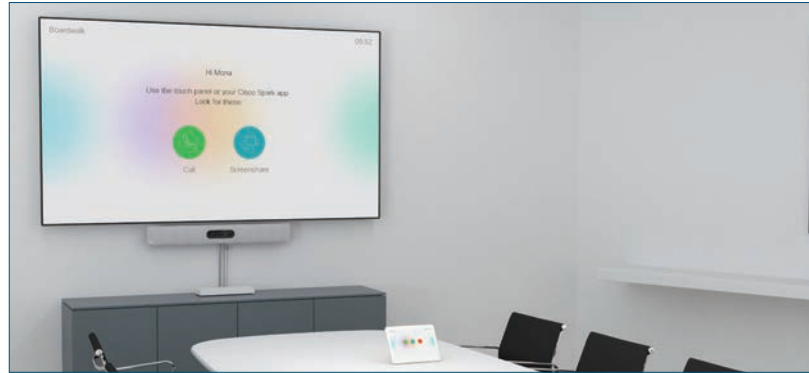 Boardwalk
09:52
Hi Mona
Use the touch panel or your Cisco Spark app
Look for these:
Call
Screenshare